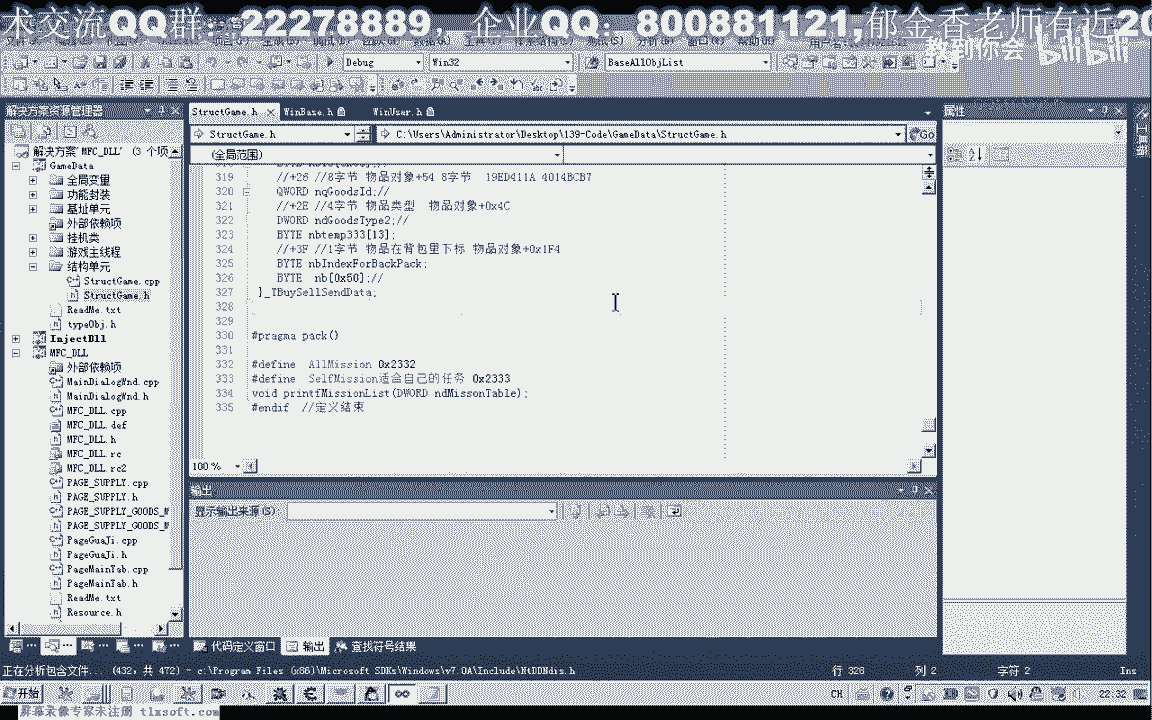 术交流QQ群: 22278889, 企业QQ: 800881121,郁金香老师有近20
教到你会 bilibili
Debug Win32 BaseAllObjList
解决方案资源管理器
StructGame.h WinBase.h WinUser.h
属性
StructGame.h C:\Users\Administrator\Desktop\139-Code\GameData\StructGame.h Go
(全局范围)
解决方案"MFC_DLL" (3 个项
GameData
全局变量
功能封装
基址单元
外部依赖项
挂机类
游戏主线程
结构单元
StructGame.cpp
StructGame.h
ReadMe.txt
typeObj.h
InjectDll
MFC_DLL
外部依赖项
MainDialogWnd.cpp
MainDialogWnd.h
MFC_DLL.cpp
MFC_DLL.def
MFC_DLL.h
MFC_DLL.rc
MFC_DLL.rc2
PAGE_SUPPLY.cpp
PAGE_SUPPLY.h
PAGE_SUPPLY_GOODS_M
PAGE_SUPPLY_GOODS_M
PageGuaJi.cpp
PageGuaJi.h
PageMainTab.cpp
PageMainTab.h
ReadMe.txt
Resource.h
319 //+26 //8字节 物品对象+54 8字节 19ED411A 4014BCB7
320 QWORD nqGoodsId;//
321 //+2E //4字节 物品类型 物品对象+0x4C
322 DWORD ndGoodsType2;//
323 BYTE nbtemp333[13];
324 //+3F //1字节 物品在背包里下标 物品对象+0x1F4
325 BYTE nbIndexForBackPack;
326 BYTE nb[0x50];//
327 }_TBuySellSendData;
328
329
330 #pragma pack()
331
332 #define AllMission 0x2332
333 #define SelfMission适合自己的任务 0x2333
334 void printfMissionList(DWORD ndMissonTable);
335 #endif //定义结束
100 %
输出
显示输出来源(S):
代码定义窗口 输出 查找符号结果
正在分析包含文件... (432, 共 472) - c:\Program Files (x86)\Microsoft SDKs\Windows\v7.0A\Include\NtDDNdis.h 行 328 列 2 字符 2 Ins
开始 CH 22:32
屏幕录像专家未注册 tlxsoft.com